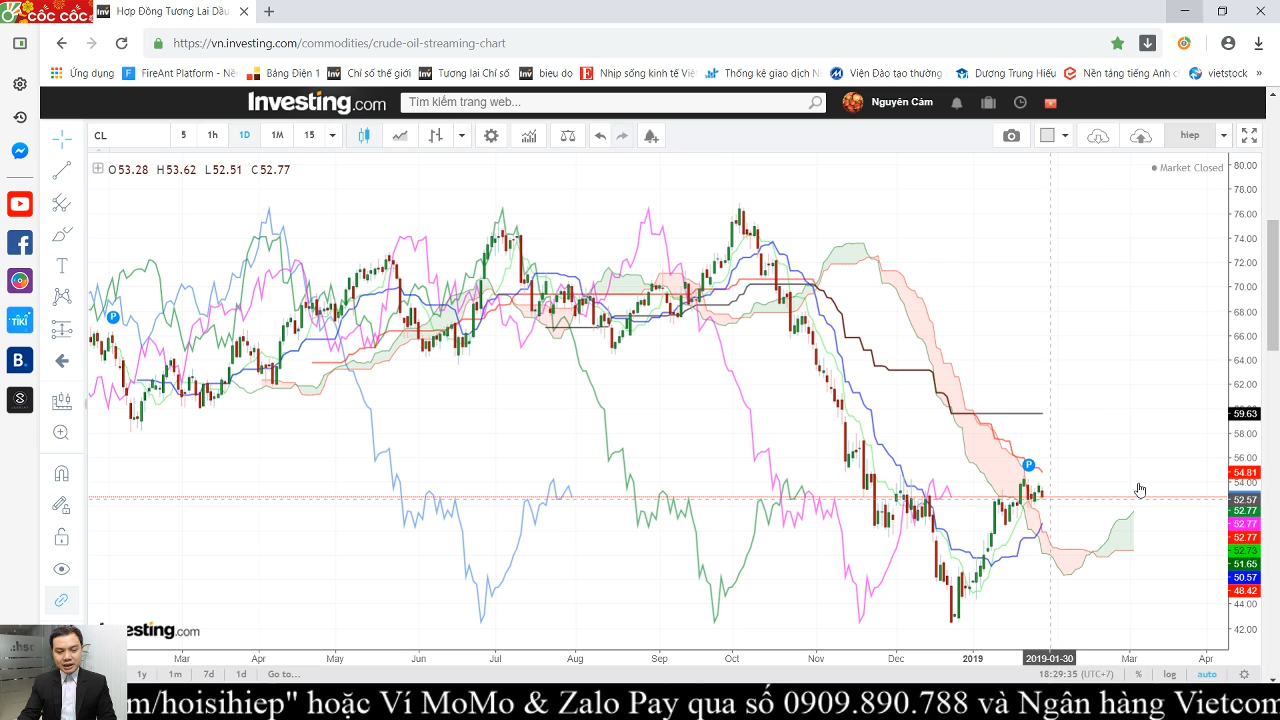 CỐC CỐC
Hợp Đồng Tương Lai Dầu
https://vn.investing.com/commodities/crude-oil-streaming-chart
Ứng dụng
FireAnt Platform - Nề
Bảng Điện 1
Chỉ số thế giới
Tương lai Chỉ số
bieu do
Nhịp sống kinh tế Việ
Thống kê giao dịch N
Viện Dào tạo thương
Dương Trung Hiếu
Nền tảng tiếng Anh c
vietstock
»
Investing.com
Tìm kiếm trang web...
Nguyên Cảm
CL
5
1h
1D
1M
15
hiep
O53.28 H53.62 L52.51 C52.77
Market Closed
80.00
78.00
76.00
74.00
72.00
70.00
68.00
66.00
64.00
62.00
59.63
58.00
56.00
54.81
54.00
52.57
52.77
52.77
52.77
52.73
51.65
50.57
48.42
44.00
42.00
P
P
T
TIKI
B.
S
esting.com
Mar
Apr
May
Jun
Jul
Aug
Sep
Oct
Nov
Dec
2019
2019-01-30
Mar
Apr
1y
1m
7d
1d
Go to...
18:29:35 (UTC+7)
%
log
auto
m/hoisihiep" hoặc Ví MoMo & Zalo Pay qua số 0909.890.788 và Ngân hàng Vietcom